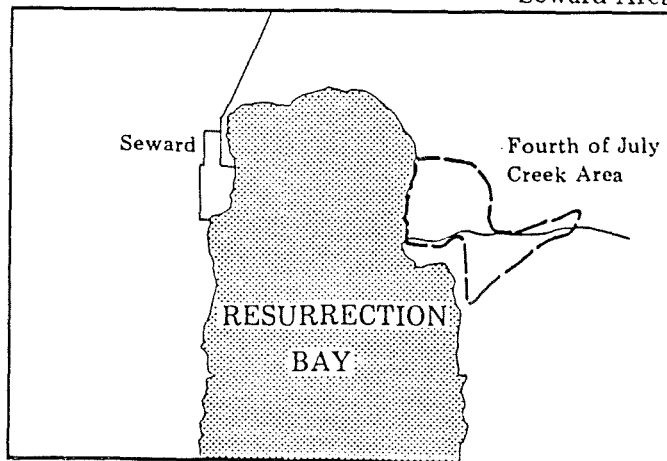 Seward Area
Seward
Fourth of July
Creek Area
RESURRECTION
BAY